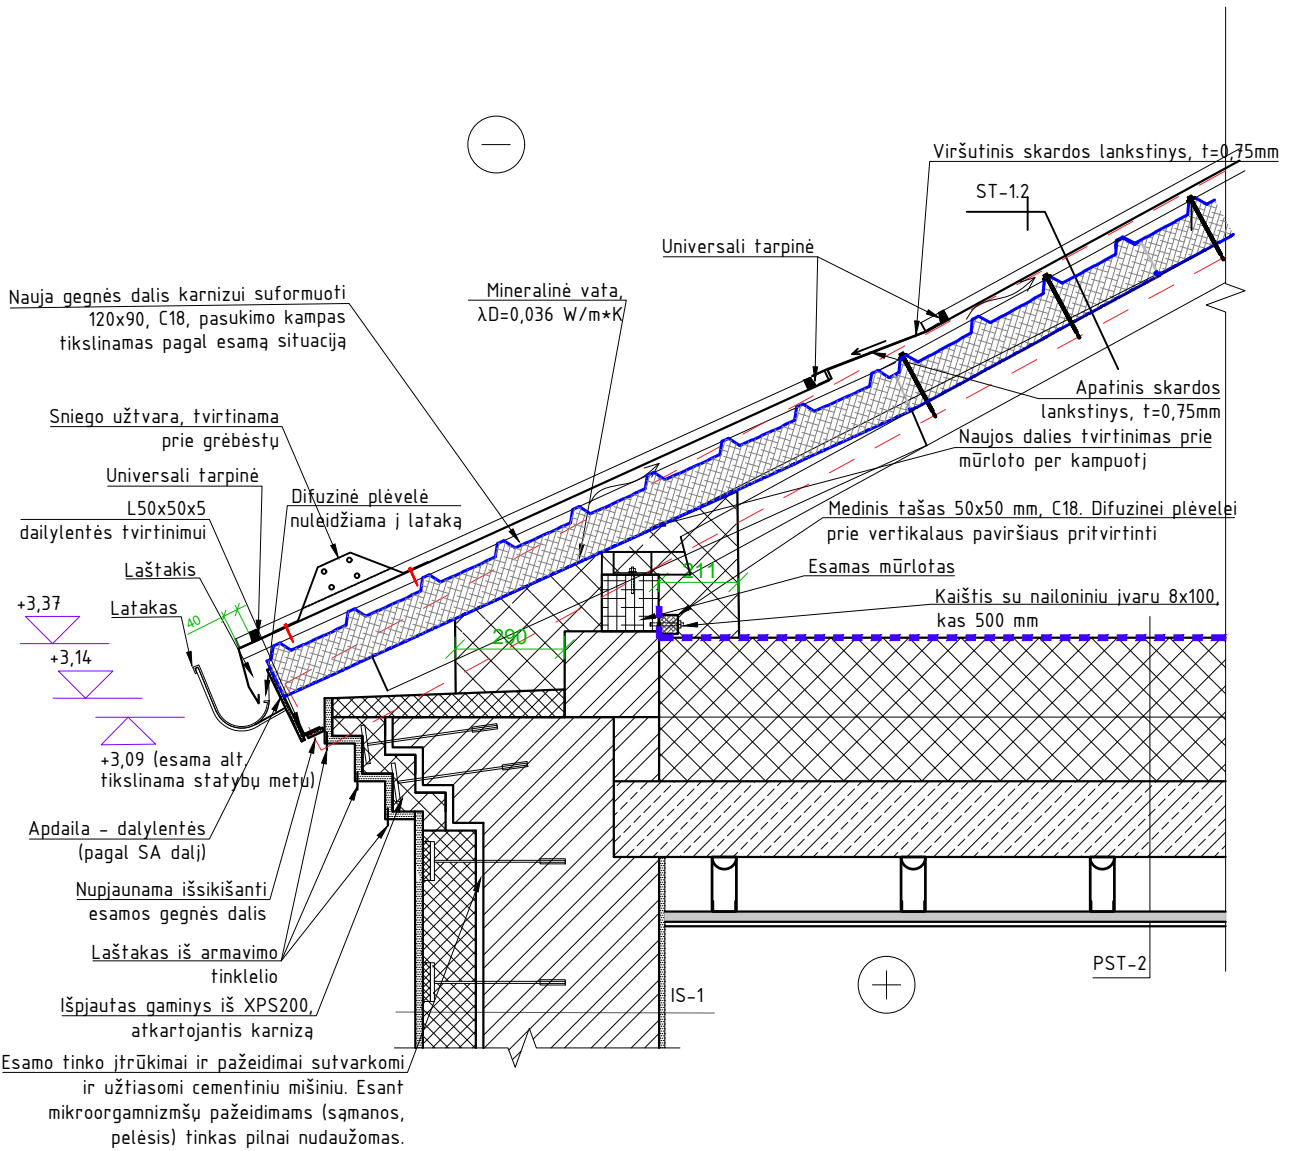 Viršutinis skardos lankstinys, t=0,75mm
ST-1.2
Universali tarpinė
Nauja gegnės dalis karnizui suformuoti
120x90, C18, pasukimo kampas
tikslinamas pagal esamą situaciją
Mineralinė vata,
λD=0,036 W/m*K
Apatinis skardos
lankstinys, t=0,75mm
Sniego užtvara, tvirtinama
prie grėbėstų
Naujos dalies tvirtinimas prie
mūrloto per kampuotį
Universali tarpinė
Difuzinė plėvelė
nuleidžiama į lataką
L50x50x5
dailylentės tvirtinimui
Medinis tašas 50x50 mm, C18. Difuzinei plėvelei
prie vertikalaus paviršiaus pritvirtinti
Laštakis
Esamas mūrlotas
211
Latakas
+3,37
40
Kaištis su nailoniniu įvaru 8x100,
kas 500 mm
290
+3,14
+3,09 (esama alt.
tikslinama statybų metu)
Apdaila - dalylentės
(pagal SA dalį)
Nupjaunama išsikišanti
esamos gegnės dalis
Laštakas iš armavimo
tinklelio
PST-2
IS-1
Išpjautas gaminys iš XPS200,
atkartojantis karnizą
Esamo tinko įtrūkimai ir pažeidimai sutvarkomi
ir užtiasomi cementiniu mišiniu. Esant
mikroorgamnizmšų pažeidimams (sąmanos,
pelėsis) tinkas pilnai nudaužomas.